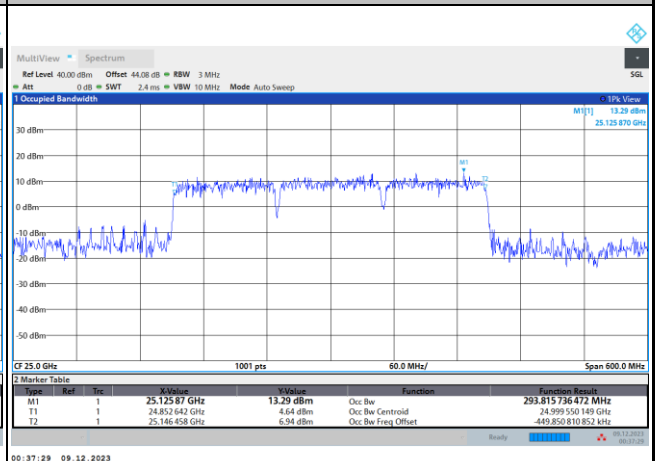 MultiView Spectrum
Ref Level 40.00 dBm Offset 44.08 dB RBW 3 MHz SGL
Att 0 dB SWT 2.4 ms VBW 10 MHz Mode Auto Sweep
1 Occupied Bandwidth 1Pk View
M1[1] 13.29 dBm
25.125 870 GHz
30 dBm
20 dBm
M1
10 dBm
T1
T2
0 dBm
-10 dBm
-20 dBm
-30 dBm
-40 dBm
-50 dBm
CF 25.0 GHz 1001 pts 60.0 MHz/ Span 600.0 MHz
2 Marker Table
Type Ref Trc X-Value Y-Value Function Function Result
M1 1 25.125 87 GHz 13.29 dBm Occ Bw 293.815 736 472 MHz
T1 1 24.852 642 GHz 4.64 dBm Occ Bw Centroid 24.999 550 149 GHz
T2 1 25.146 458 GHz 6.94 dBm Occ Bw Freq Offset -449.850 810 852 kHz
Ready 09.12.2023
00:37:29
00:37:29 09.12.2023